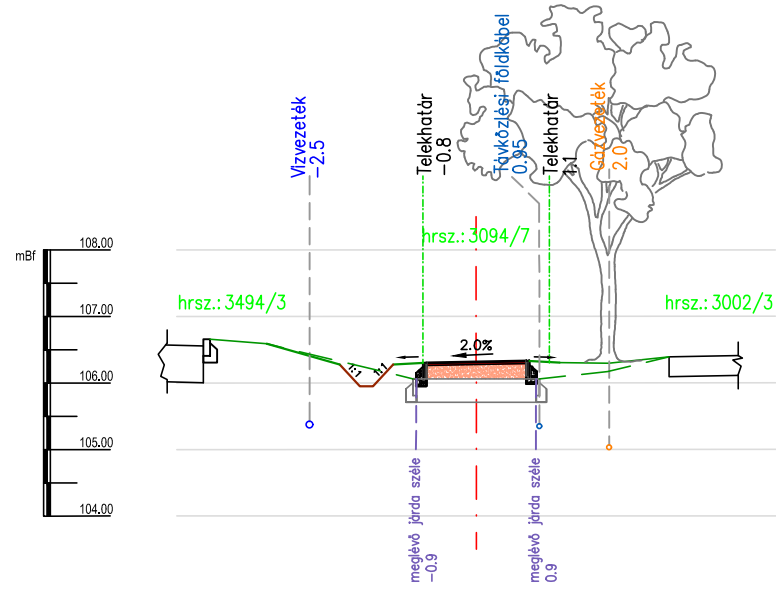 Vízvezeték
-2.5
Telekhatár
-0.8
Távközlési földkábel
0.95
Telekhatár
1.1
Gázvezeték
2.0
mBf
108.00
107.00
106.00
105.00
104.00
hrsz.: 3494/3
hrsz.: 3094/7
hrsz.: 3002/3
2.0%
1:1
1:1
meglévő járda széle
-0.9
meglévő járda széle
0.9